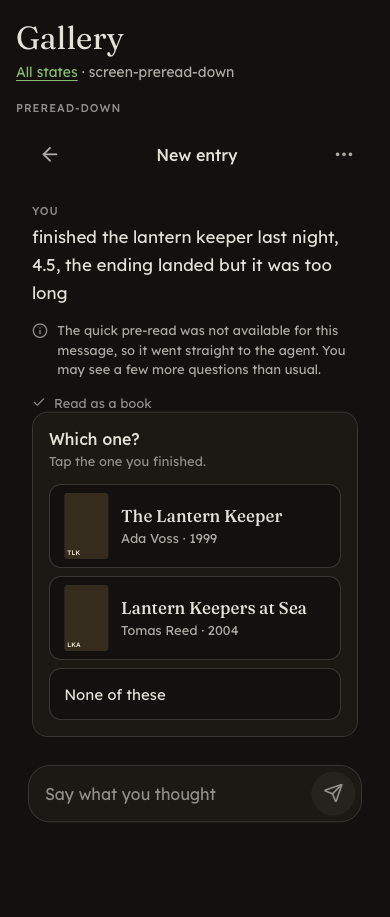 Gallery
All states · screen-preread-down
PREREAD-DOWN
New entry
YOU
finished the lantern keeper last night,
4.5, the ending landed but it was too
long
The quick pre-read was not available for this
message, so it went straight to the agent. You
may see a few more questions than usual.
Read as a book
Which one?
Tap the one you finished.
TLK
The Lantern Keeper
Ada Voss · 1999
LKA
Lantern Keepers at Sea
Tomas Reed · 2004
None of these
Say what you thought